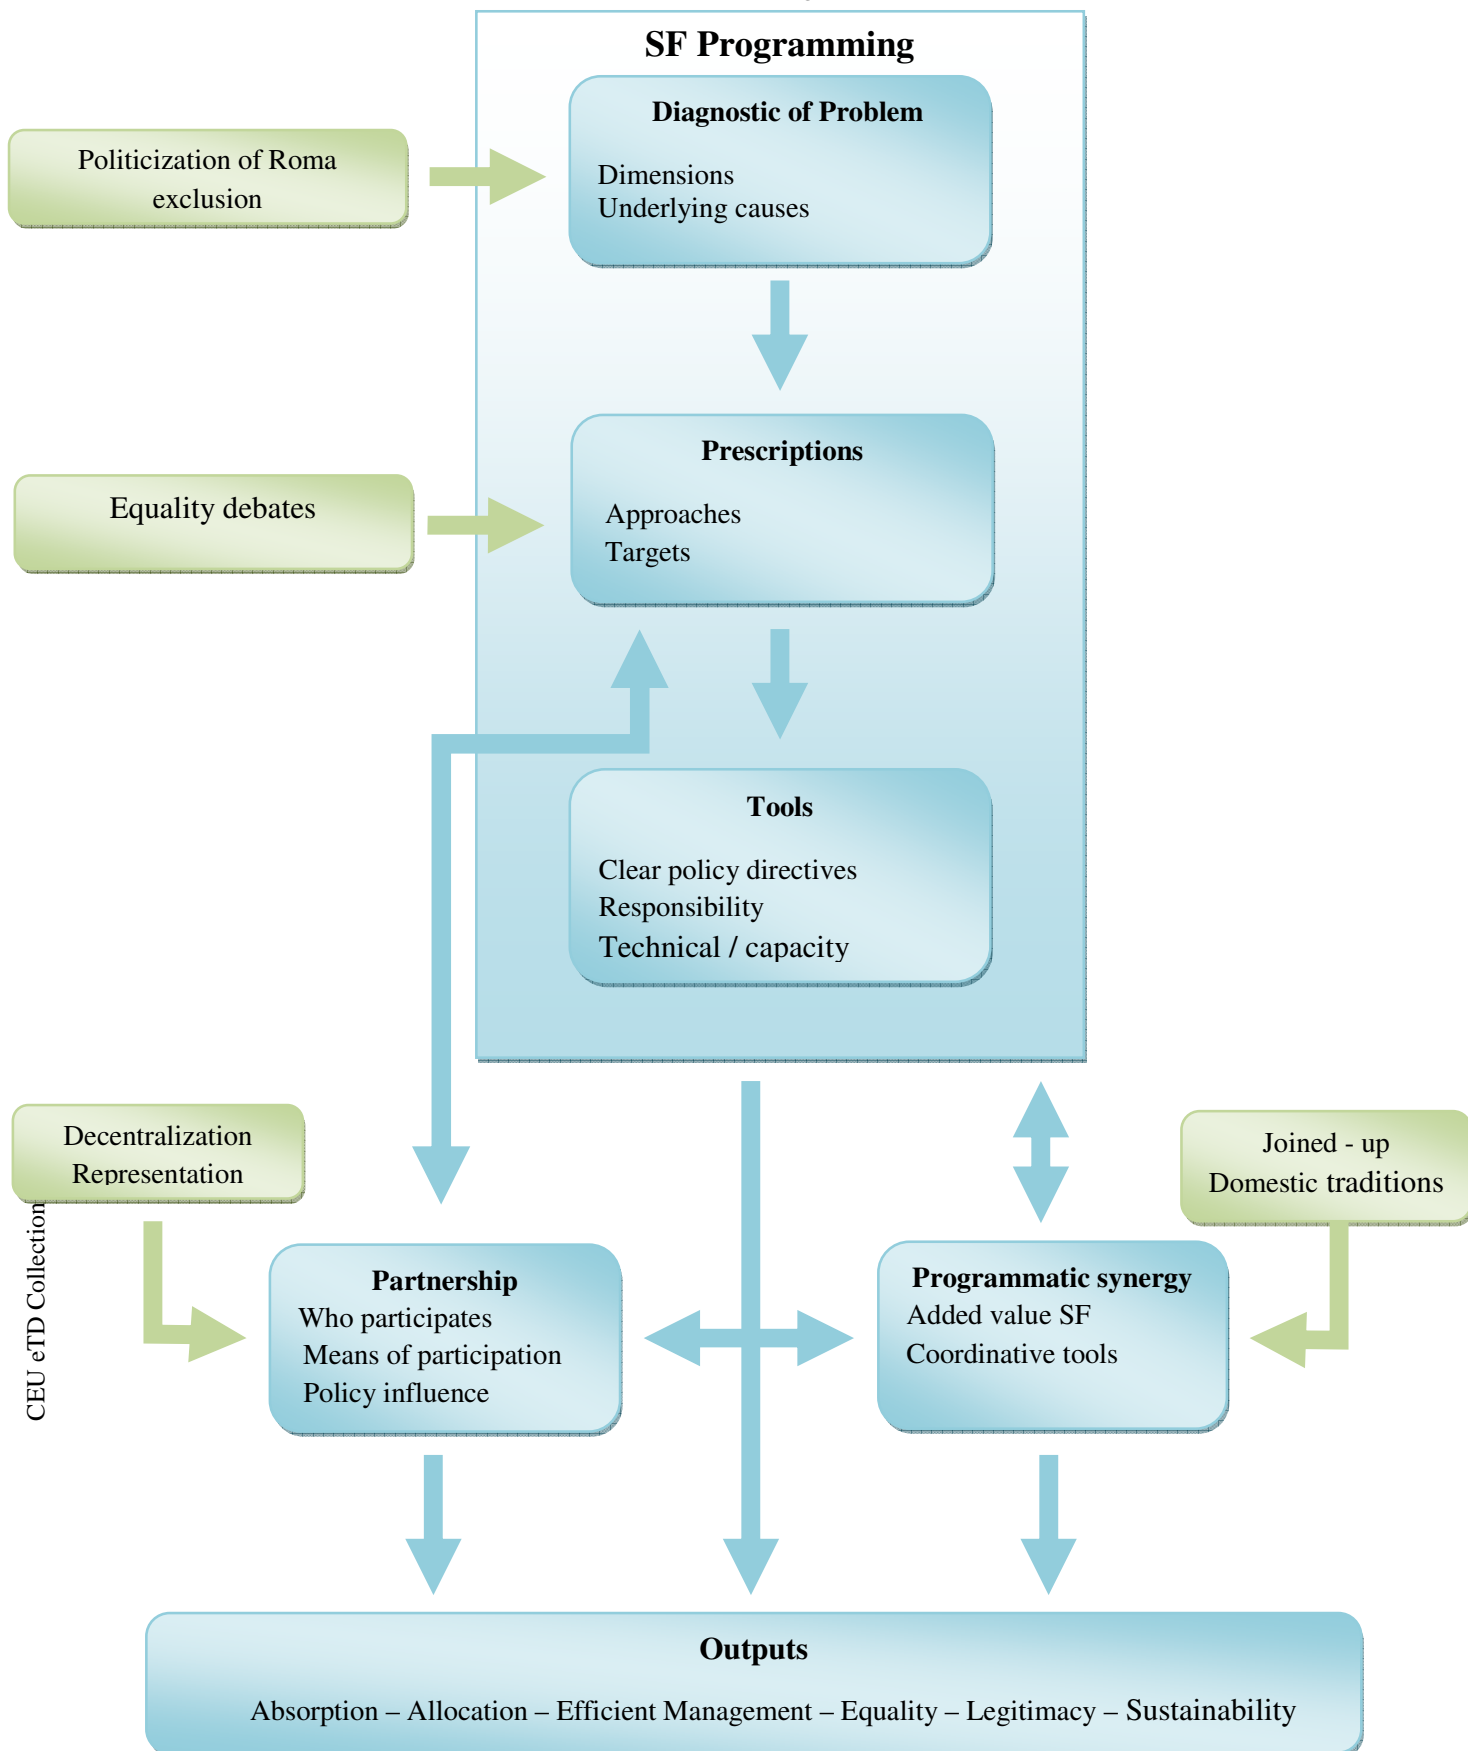 SF Programming
Diagnostic of Problem
Dimensions
Underlying causes
Politicization of Roma
exclusion
Prescriptions
Approaches
Targets
Equality debates
Tools
Clear policy directives
Responsibility
Technical / capacity
Decentralization
Representation
Joined - up
Domestic traditions
CEU eTD Collection
Partnership
Who participates
Means of participation
Policy influence
Programmatic synergy
Added value SF
Coordinative tools
Outputs
Absorption – Allocation – Efficient Management – Equality – Legitimacy – Sustainability